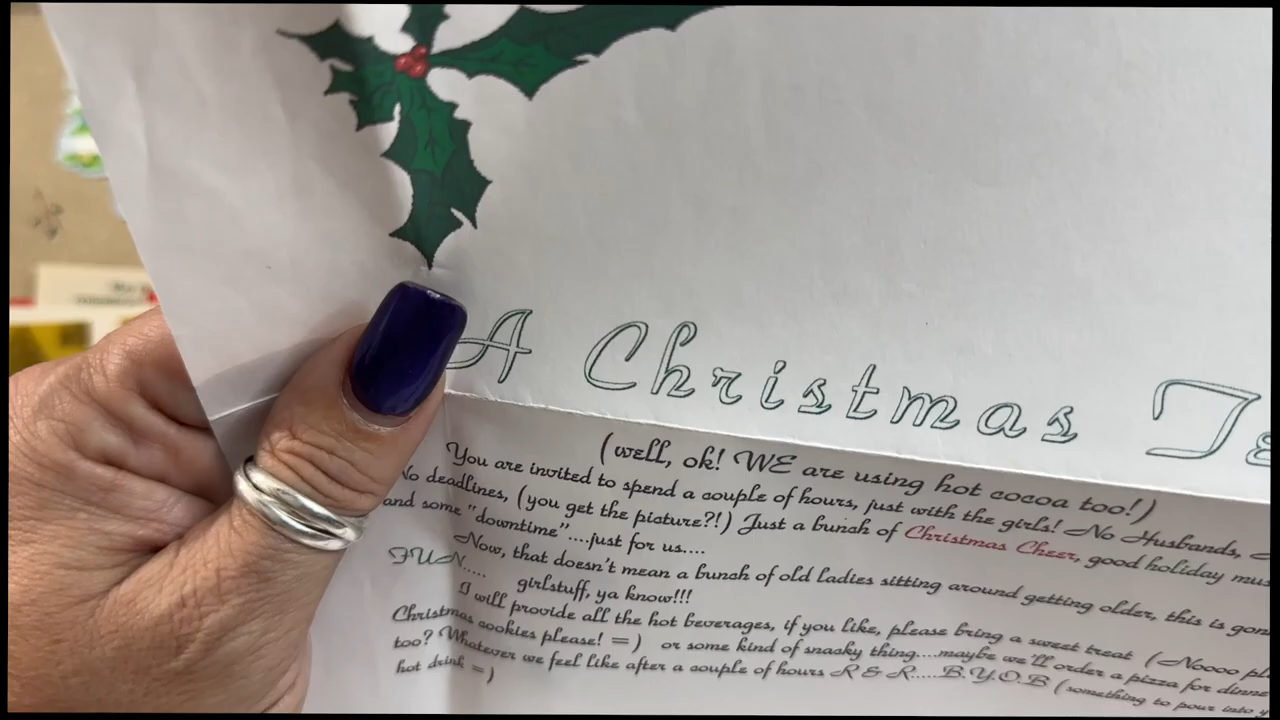 A Christmas Te
(well, ok! WE are using hot cocoa too!)
You are invited to spend a couple of hours, just with the girls! No Husbands,
No deadlines, (you get the picture?!) Just a bunch of Christmas Cheer, good holiday mus
and some "downtime"....just for us....
Now, that doesn't mean a bunch of old ladies sitting around getting older, this is gon
FUN..... girlstuff, ya know!!!
I will provide all the hot beverages, if you like, please bring a sweet treat (Noooo pl
Christmas cookies please! =) or some kind of snacky thing....maybe we'll order a pizza for dinne
too? Whatever we feel like after a couple of hours R & R.....B.Y.O.B (something to pour into y
hot drink =)